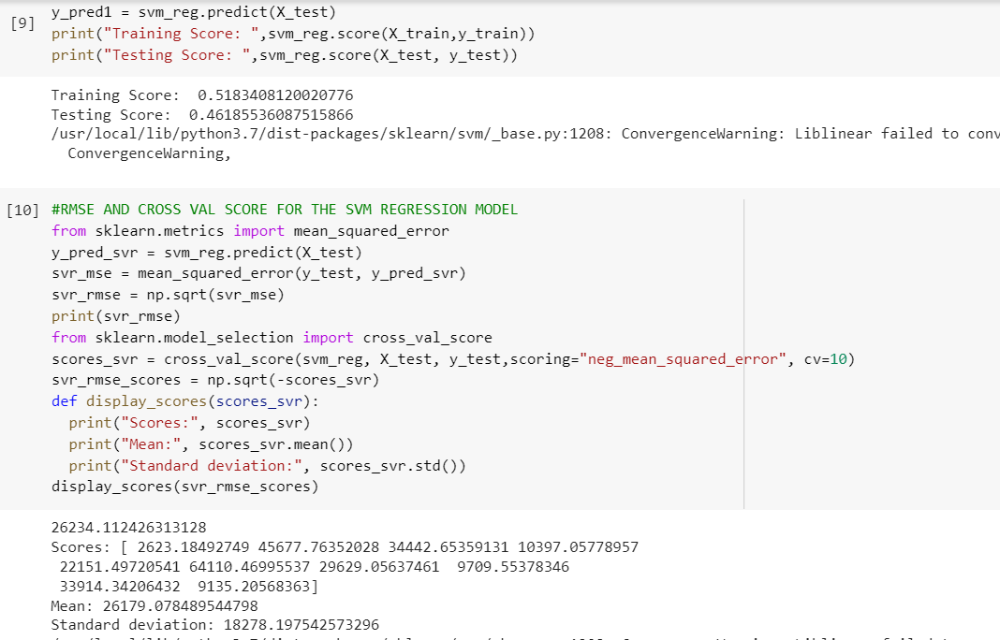 [9] y_pred1 = svm_reg.predict(X_test)
print("Training Score: ",svm_reg.score(X_train,y_train))
print("Testing Score: ",svm_reg.score(X_test, y_test))
Training Score:  0.5183408120020776
Testing Score:  0.46185536087515866
/usr/local/lib/python3.7/dist-packages/sklearn/svm/_base.py:1208: ConvergenceWarning: Liblinear failed to conv
  ConvergenceWarning,
[10] #RMSE AND CROSS VAL SCORE FOR THE SVM REGRESSION MODEL
from sklearn.metrics import mean_squared_error
y_pred_svr = svm_reg.predict(X_test)
svr_mse = mean_squared_error(y_test, y_pred_svr)
svr_rmse = np.sqrt(svr_mse)
print(svr_rmse)
from sklearn.model_selection import cross_val_score
scores_svr = cross_val_score(svm_reg, X_test, y_test,scoring="neg_mean_squared_error", cv=10)
svr_rmse_scores = np.sqrt(-scores_svr)
def display_scores(scores_svr):
  print("Scores:", scores_svr)
  print("Mean:", scores_svr.mean())
  print("Standard deviation:", scores_svr.std())
display_scores(svr_rmse_scores)
26234.112426313128
Scores: [ 2623.18492749 45677.76352028 34442.65359131 10397.05778957
 22151.49720541 64110.46995537 29629.05637461  9709.55378346
 33914.34206432  9135.20568363]
Mean: 26179.078489544798
Standard deviation: 18278.197542573296